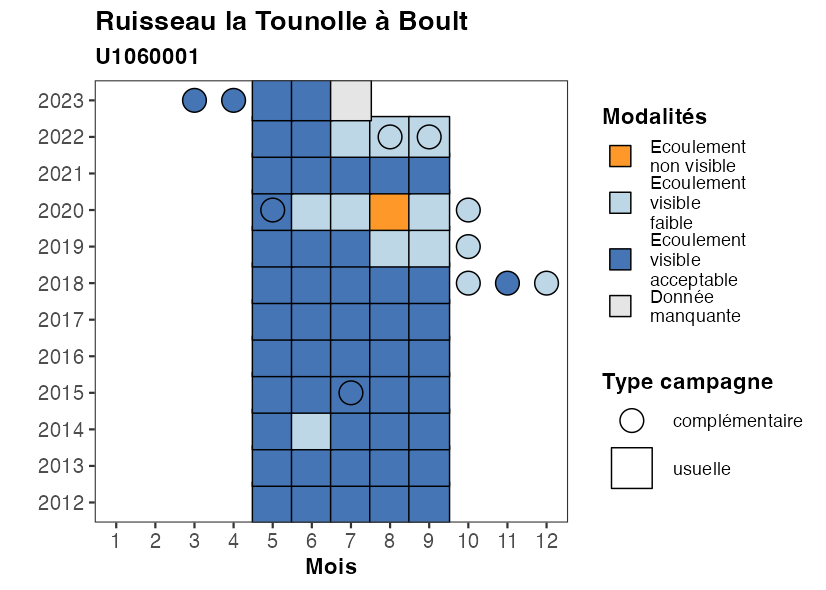 Ruisseau la Tounolle à Boult
U1060001
2023
2022
2021
2020
2019
2018
2017
2016
2015
2014
2013
2012
1 2 3 4 5 6 7 8 9 10 11 12
Mois
Modalités
Ecoulement
non visible
Ecoulement
visible
faible
Ecoulement
visible
acceptable
Donnée
manquante
Type campagne
complémentaire
usuelle